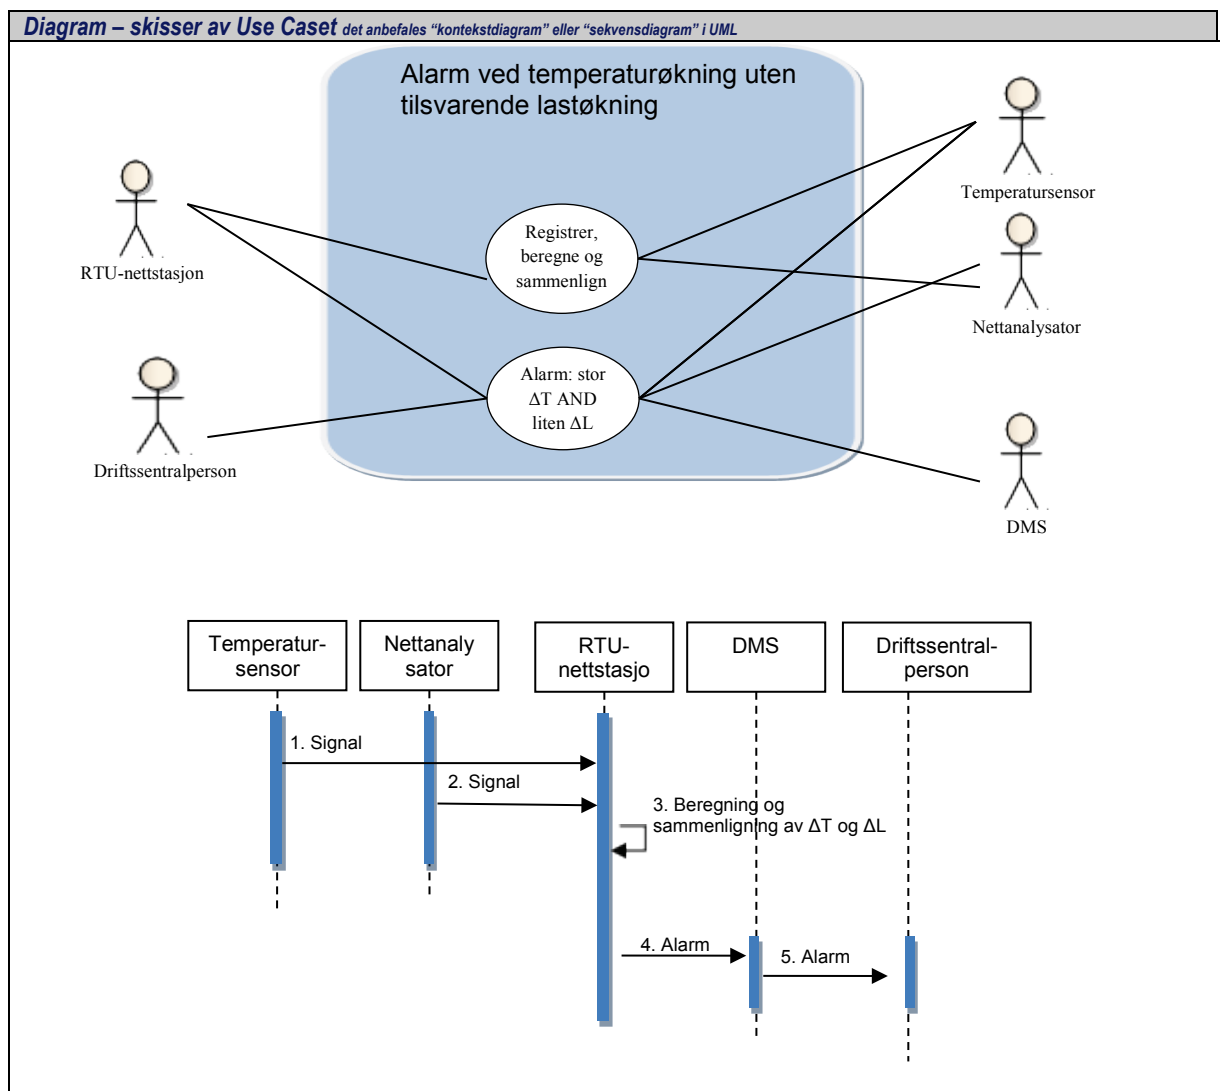 Diagram – skisser av Use Caset det anbefales “kontekstdiagram” eller “sekvensdiagram” i UML
Alarm ved temperaturøkning uten
tilsvarende lastøkning
Temperatursensor
RTU-nettstasjon
Registrer,
beregne og
sammenlign
Nettanalysator
Alarm: stor
ΔT AND
liten ΔL
Driftssentralperson
DMS
Temperatur-
sensor
Nettanaly
sator
RTU-
nettstasjo
DMS
Driftssentral-
person
1. Signal
2. Signal
3. Beregning og
sammenligning av ΔT og ΔL
4. Alarm
5. Alarm